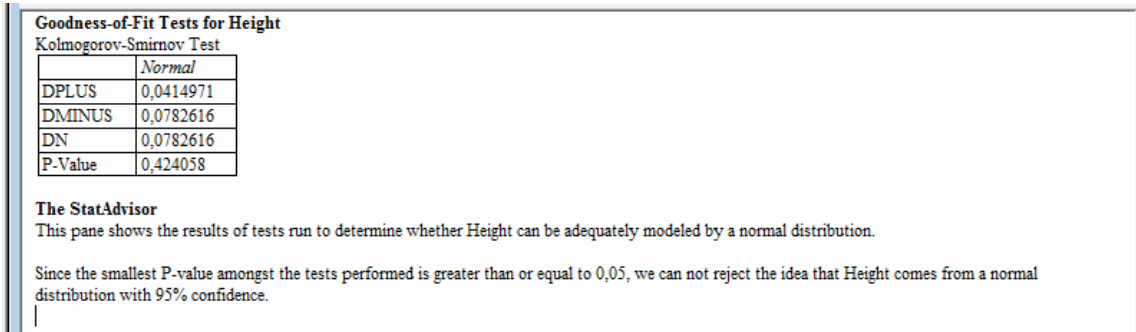 Goodness-of-Fit Tests for Height
Kolmogorov-Smirnov Test
Normal
DPLUS 0,0414971
DMINUS 0,0782616
DN 0,0782616
P-Value 0,424058
The StatAdvisor
This pane shows the results of tests run to determine whether Height can be adequately modeled by a normal distribution.
Since the smallest P-value amongst the tests performed is greater than or equal to 0,05, we can not reject the idea that Height comes from a normal
distribution with 95% confidence.